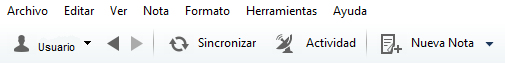 Archivo Editar Ver Nota Formato Herramientas Ayuda
Usuario Sincronizar Actividad Nueva Nota